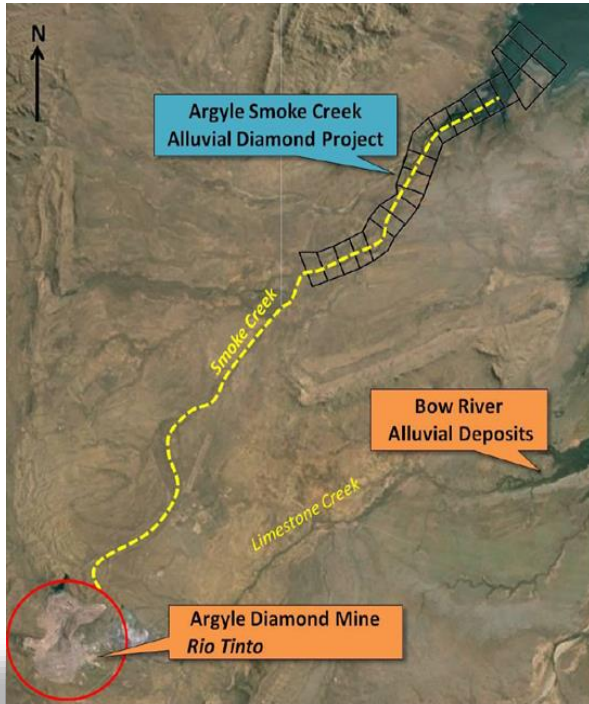 N
Argyle Smoke Creek
Alluvial Diamond Project
Smoke Creek
Bow River
Alluvial Deposits
Limestone Creek
Argyle Diamond Mine
Rio Tinto